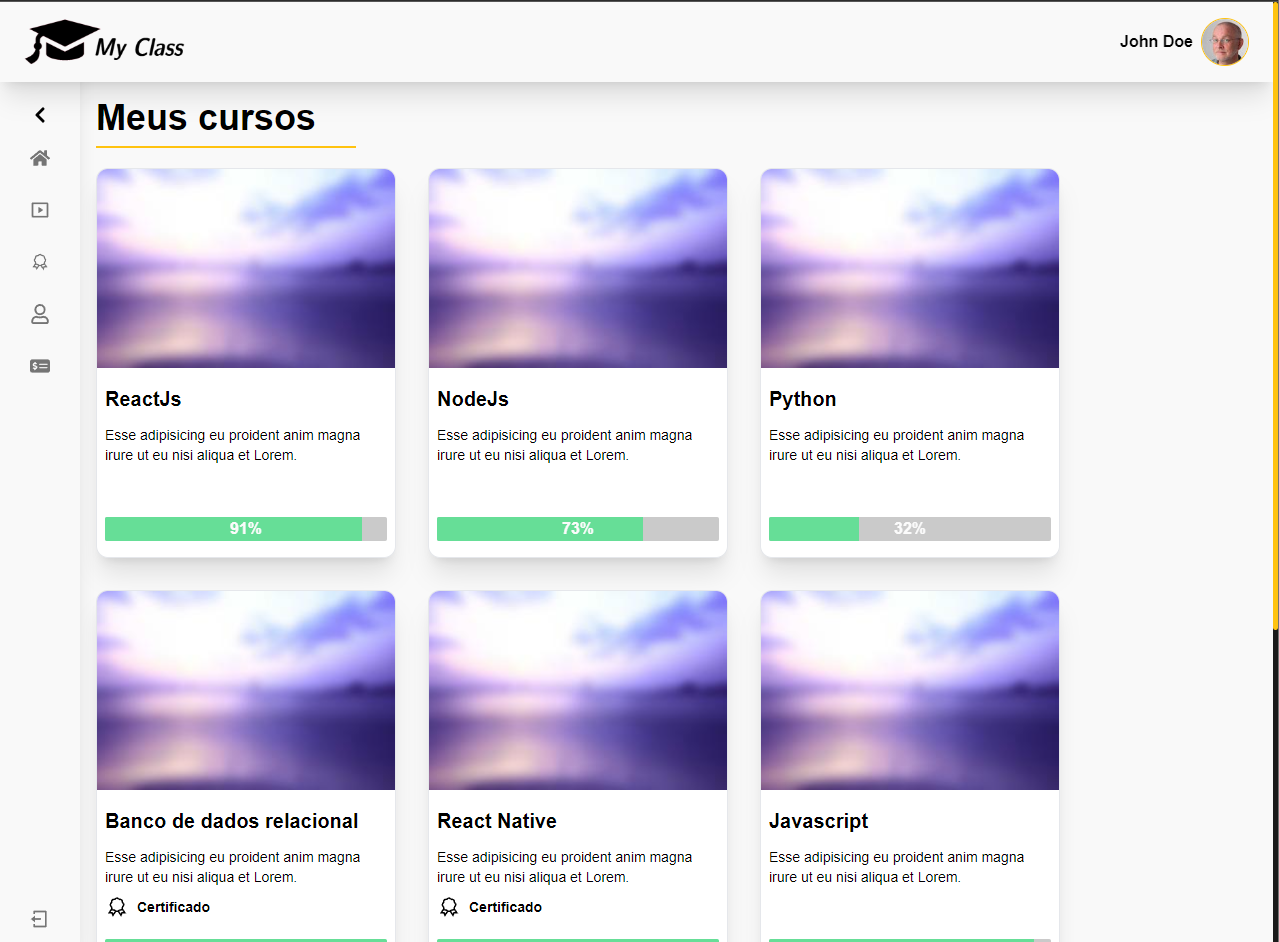 My Class
John Doe
Meus cursos
ReactJs
Esse adipisicing eu proident anim magna
irure ut eu nisi aliqua et Lorem.
91%
NodeJs
Esse adipisicing eu proident anim magna
irure ut eu nisi aliqua et Lorem.
73%
Python
Esse adipisicing eu proident anim magna
irure ut eu nisi aliqua et Lorem.
32%
Banco de dados relacional
Esse adipisicing eu proident anim magna
irure ut eu nisi aliqua et Lorem.
Certificado
React Native
Esse adipisicing eu proident anim magna
irure ut eu nisi aliqua et Lorem.
Certificado
Javascript
Esse adipisicing eu proident anim magna
irure ut eu nisi aliqua et Lorem.